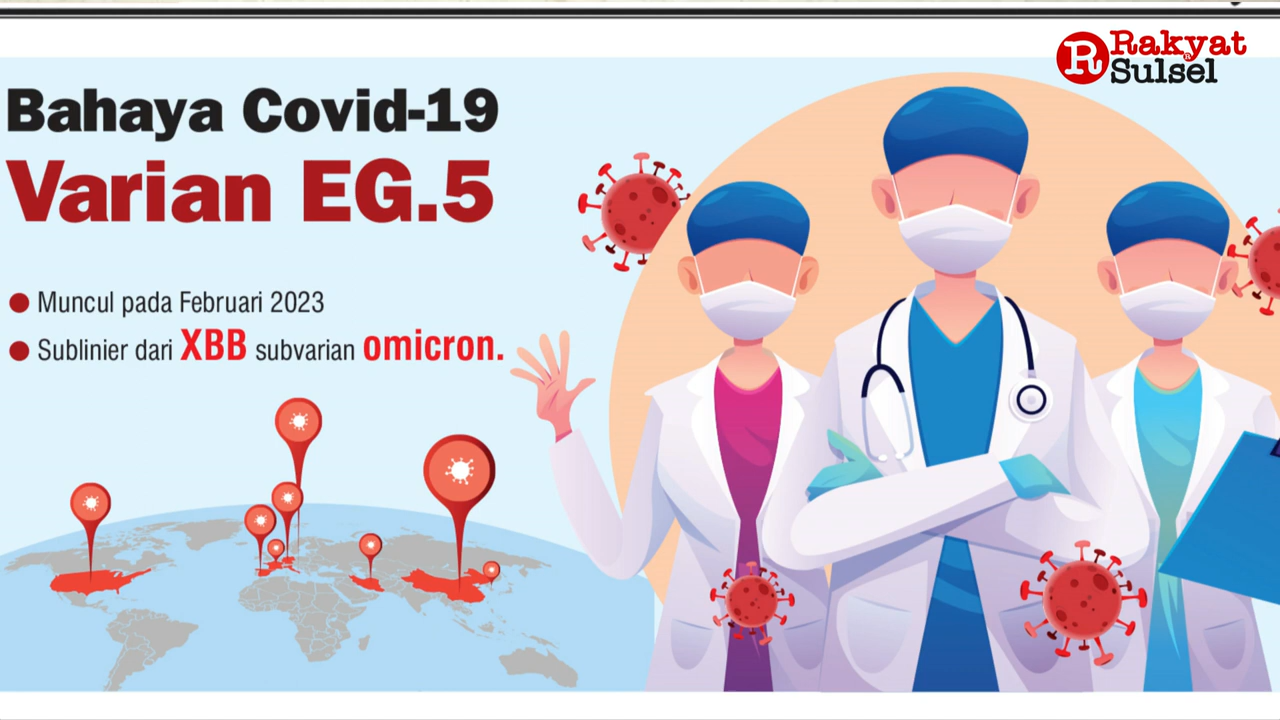 Rakyat
Sulsel
Bahaya Covid-19
Varian EG.5
Muncul pada Februari 2023
Sublinier dari XBB subvarian omicron.